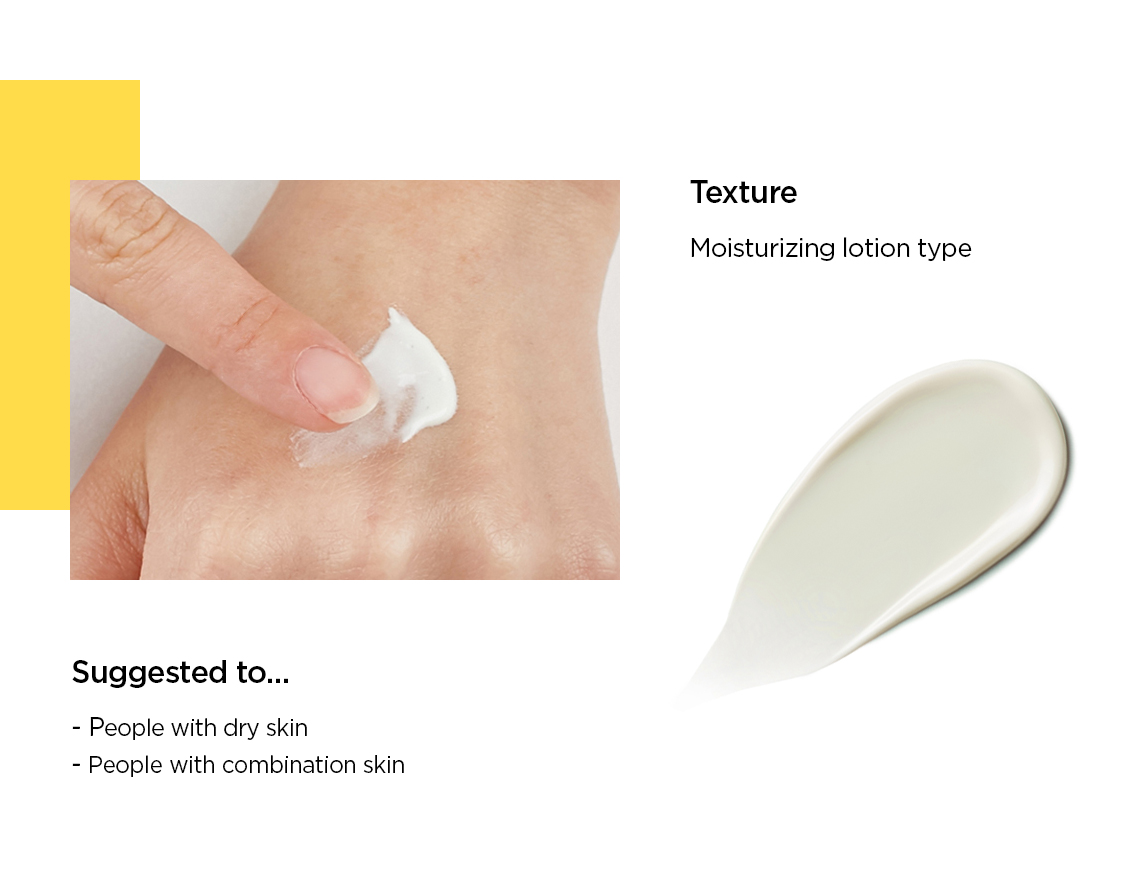 Texture
Moisturizing lotion type
Suggested to...
- People with dry skin
- People with combination skin